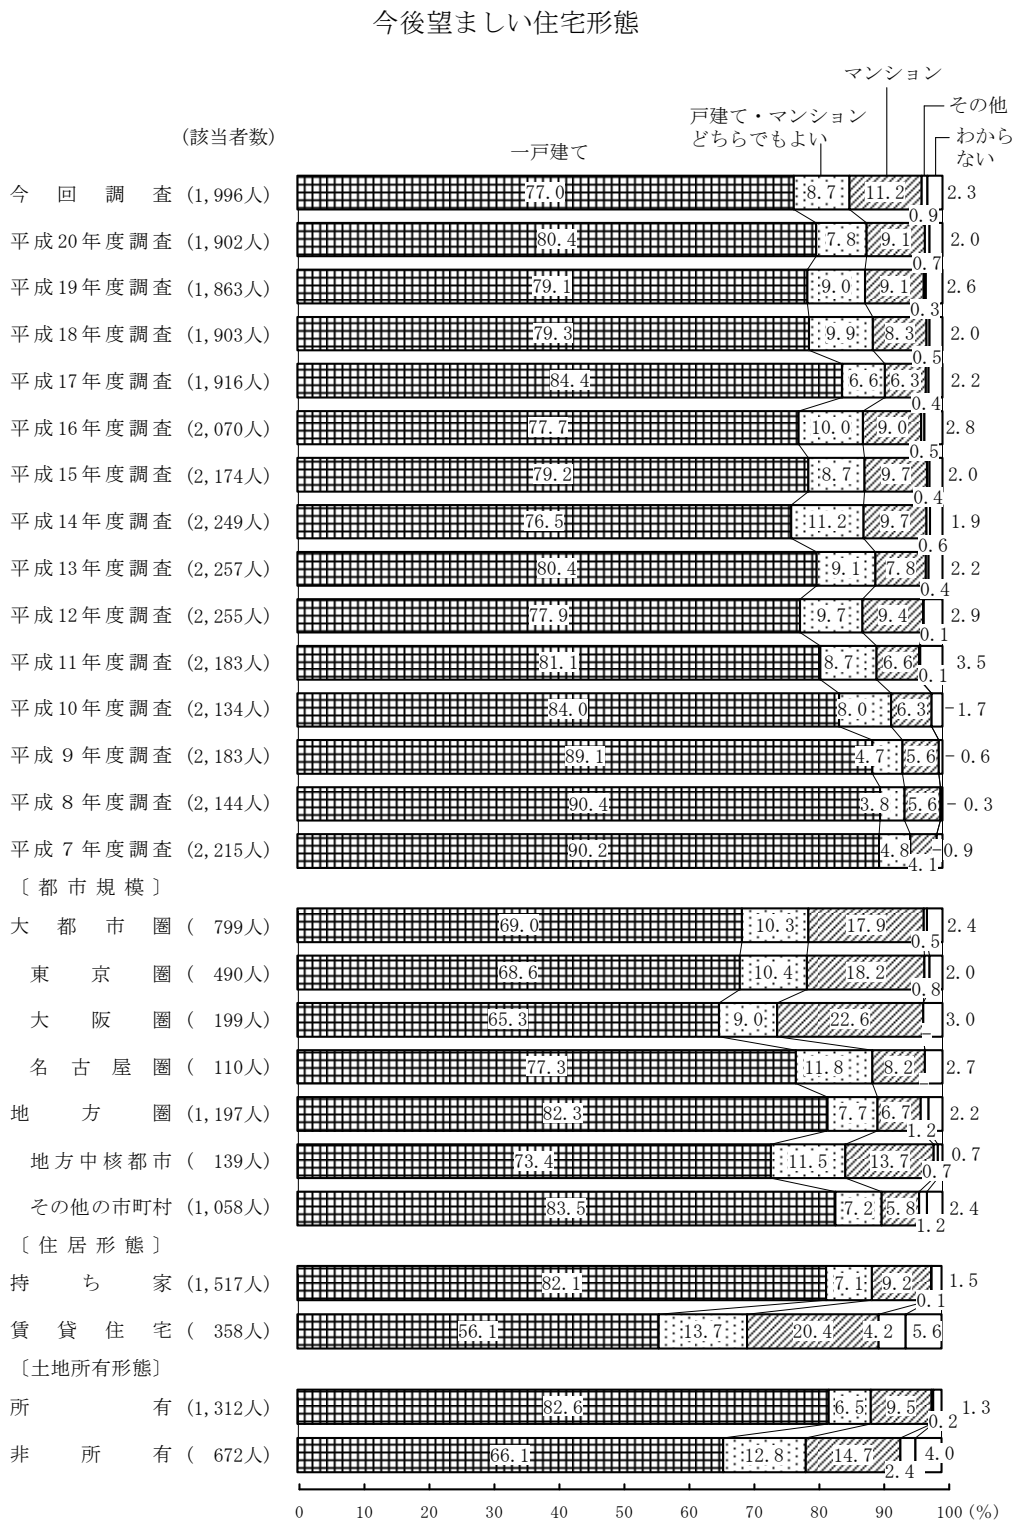 今後望ましい住宅形態
マンション
その他
戸建て・マンション
どちらでもよい
わから
ない
(該当者数)
一戸建て
今回調査 (1,996人) 77.0 8.7 11.2 0.9 2.3
平成20年度調査 (1,902人) 80.4 7.8 9.1 0.7 2.0
平成19年度調査 (1,863人) 79.1 9.0 9.1 0.3 2.6
平成18年度調査 (1,903人) 79.3 9.9 8.3 0.5 2.0
平成17年度調査 (1,916人) 84.4 6.6 6.3 0.4 2.2
平成16年度調査 (2,070人) 77.7 10.0 9.0 0.5 2.8
平成15年度調査 (2,174人) 79.2 8.7 9.7 0.4 2.0
平成14年度調査 (2,249人) 76.5 11.2 9.7 0.6 1.9
平成13年度調査 (2,257人) 80.4 9.1 7.8 0.4 2.2
平成12年度調査 (2,255人) 77.9 9.7 9.4 0.1 2.9
平成11年度調査 (2,183人) 81.1 8.7 6.6 0.1 3.5
平成10年度調査 (2,134人) 84.0 8.0 6.3 - 1.7
平成9年度調査 (2,183人) 89.1 4.7 5.6 - 0.6
平成8年度調査 (2,144人) 90.4 3.8 5.6 - 0.3
平成7年度調査 (2,215人) 90.2 4.8 4.1 - 0.9
〔都市規模〕
大都市圏 ( 799人) 69.0 10.3 17.9 0.5 2.4
東京圏 ( 490人) 68.6 10.4 18.2 0.8 2.0
大阪圏 ( 199人) 65.3 9.0 22.6 - 3.0
名古屋圏 ( 110人) 77.3 11.8 8.2 - 2.7
地方圏 (1,197人) 82.3 7.7 6.7 1.2 2.2
地方中核都市 ( 139人) 73.4 11.5 13.7 0.7 0.7
その他の市町村 (1,058人) 83.5 7.2 5.8 1.2 2.4
〔住居形態〕
持ち家 (1,517人) 82.1 7.1 9.2 0.1 1.5
賃貸住宅 ( 358人) 56.1 13.7 20.4 4.2 5.6
〔土地所有形態〕
所有 (1,312人) 82.6 6.5 9.5 0.2 1.3
非所有 ( 672人) 66.1 12.8 14.7 2.4 4.0
0 10 20 30 40 50 60 70 80 90 100 (%)